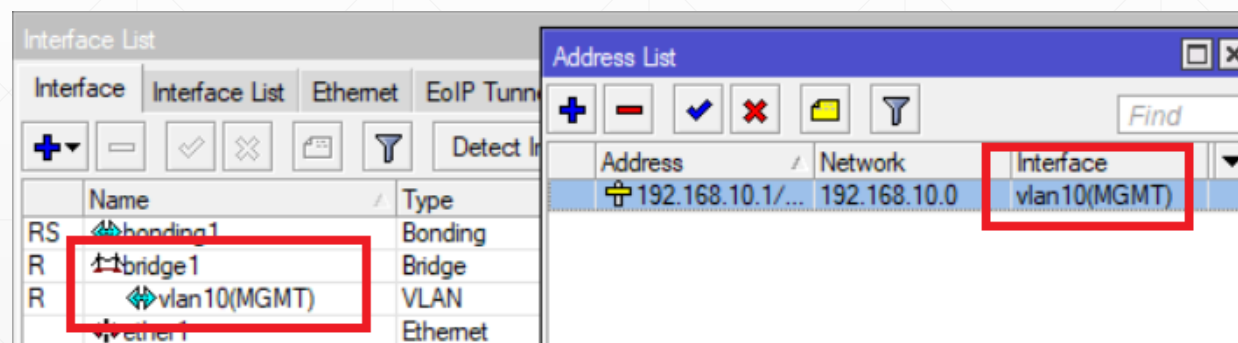 Interface List
Interface Interface List Ethernet EoIP Tunn
Detect In
Name Type
RS bonding1 Bonding
R bridge1 Bridge
R vlan10(MGMT) VLAN
ether1 Ethernet
Address List
Find
Address Network Interface
192.168.10.1/... 192.168.10.0 vlan10(MGMT)